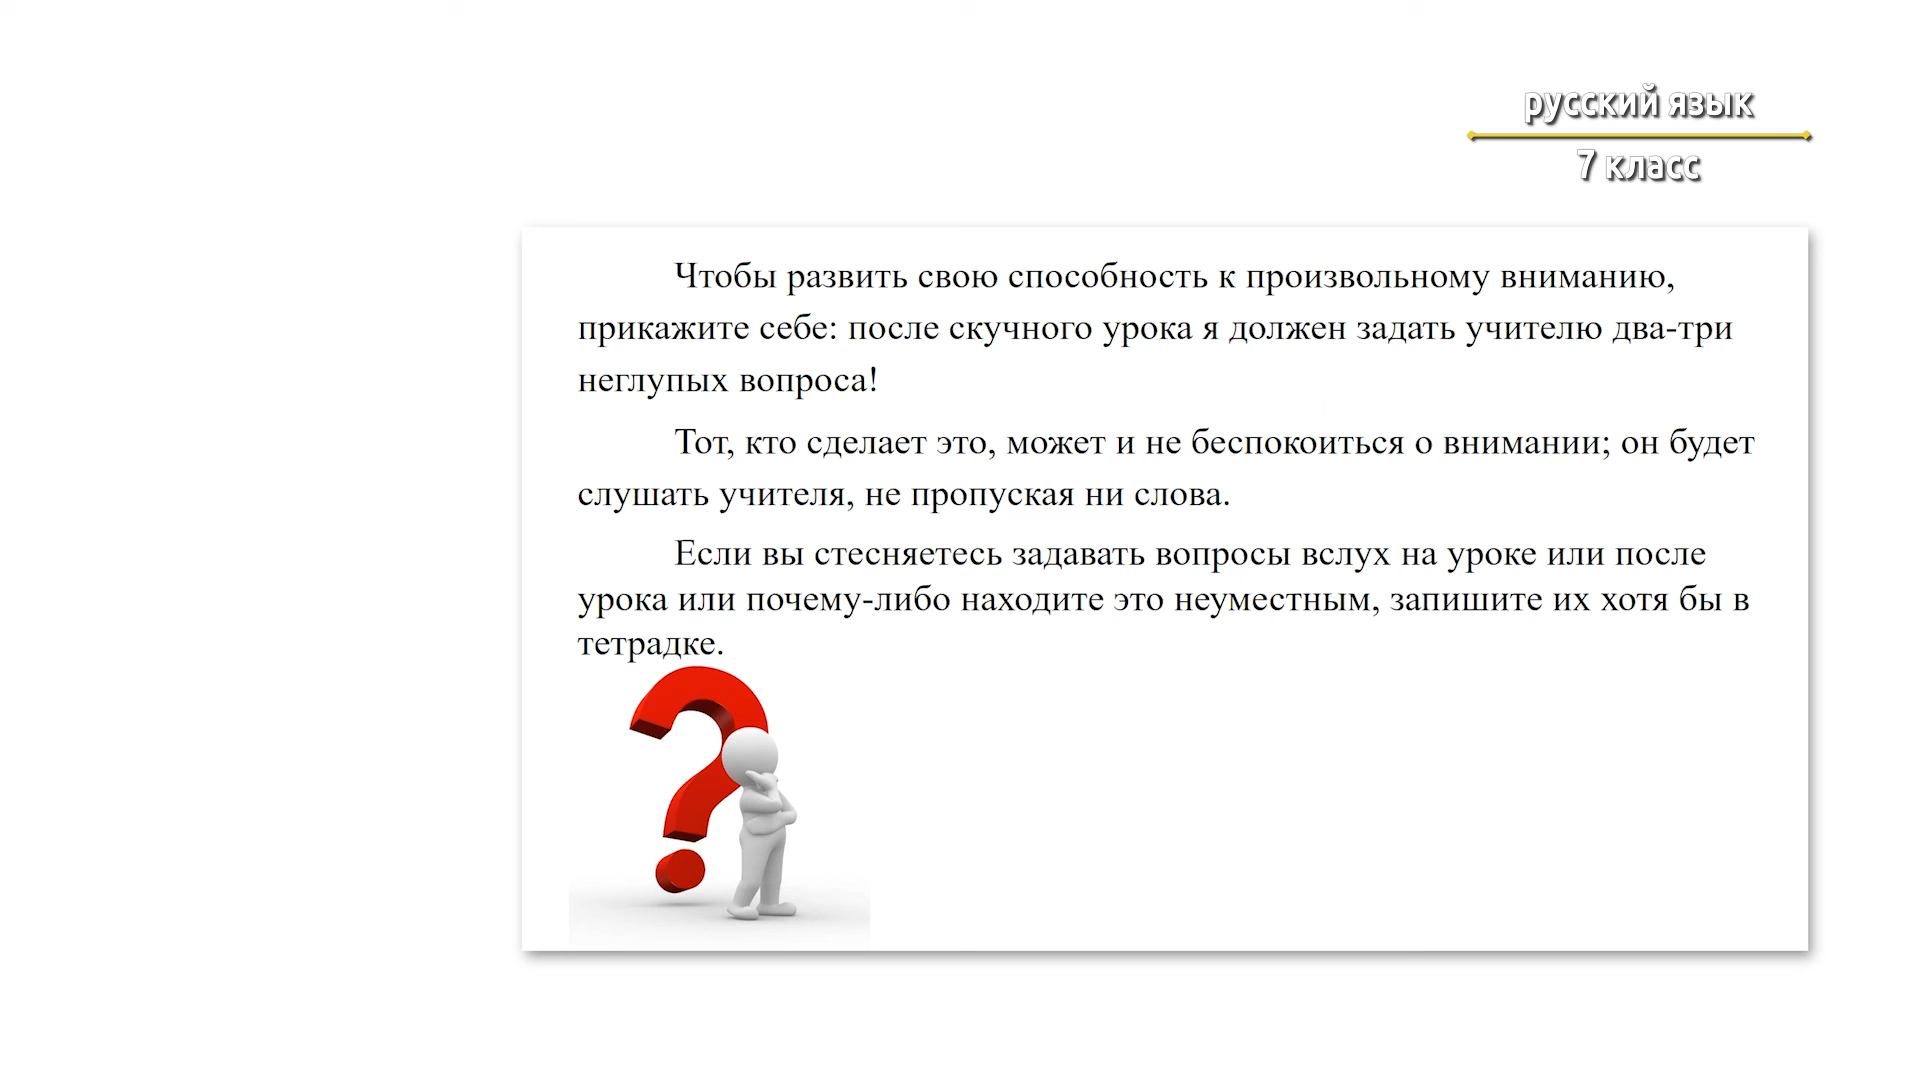 русский язык
7 класс
Чтобы развить свою способность к произвольному вниманию,
прикажите себе: после скучного урока я должен задать учителю два-три
неглупых вопроса!
Тот, кто сделает это, может и не беспокоиться о внимании; он будет
слушать учителя, не пропуская ни слова.
Если вы стесняетесь задавать вопросы вслух на уроке или после
урока или почему-либо находите это неуместным, запишите их хотя бы в
тетрадке.